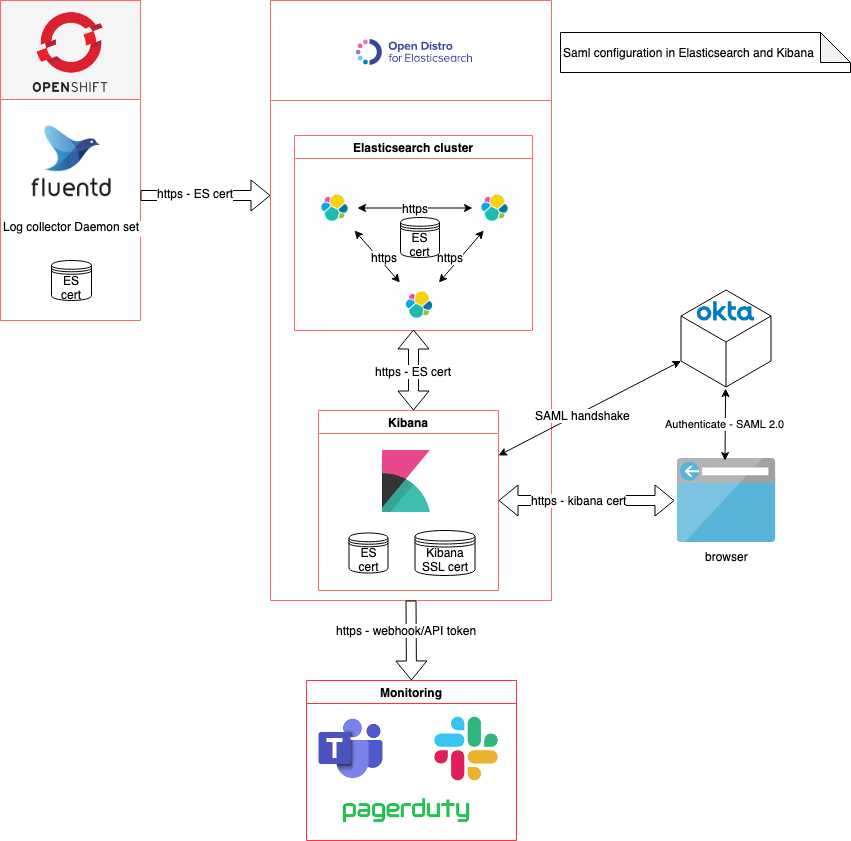 OPENSHIFT
fluentd
Log collector Daemon set
ES
cert
https - ES cert
Open Distro
for Elasticsearch
Saml configuration in Elasticsearch and Kibana
Elasticsearch cluster
https
ES
cert
https
https
https - ES cert
Kibana
ES
cert
Kibana
SSL cert
okta
SAML handshake
Authenticate - SAML 2.0
https - kibana cert
browser
https - webhook/API token
Monitoring
T
pagerduty